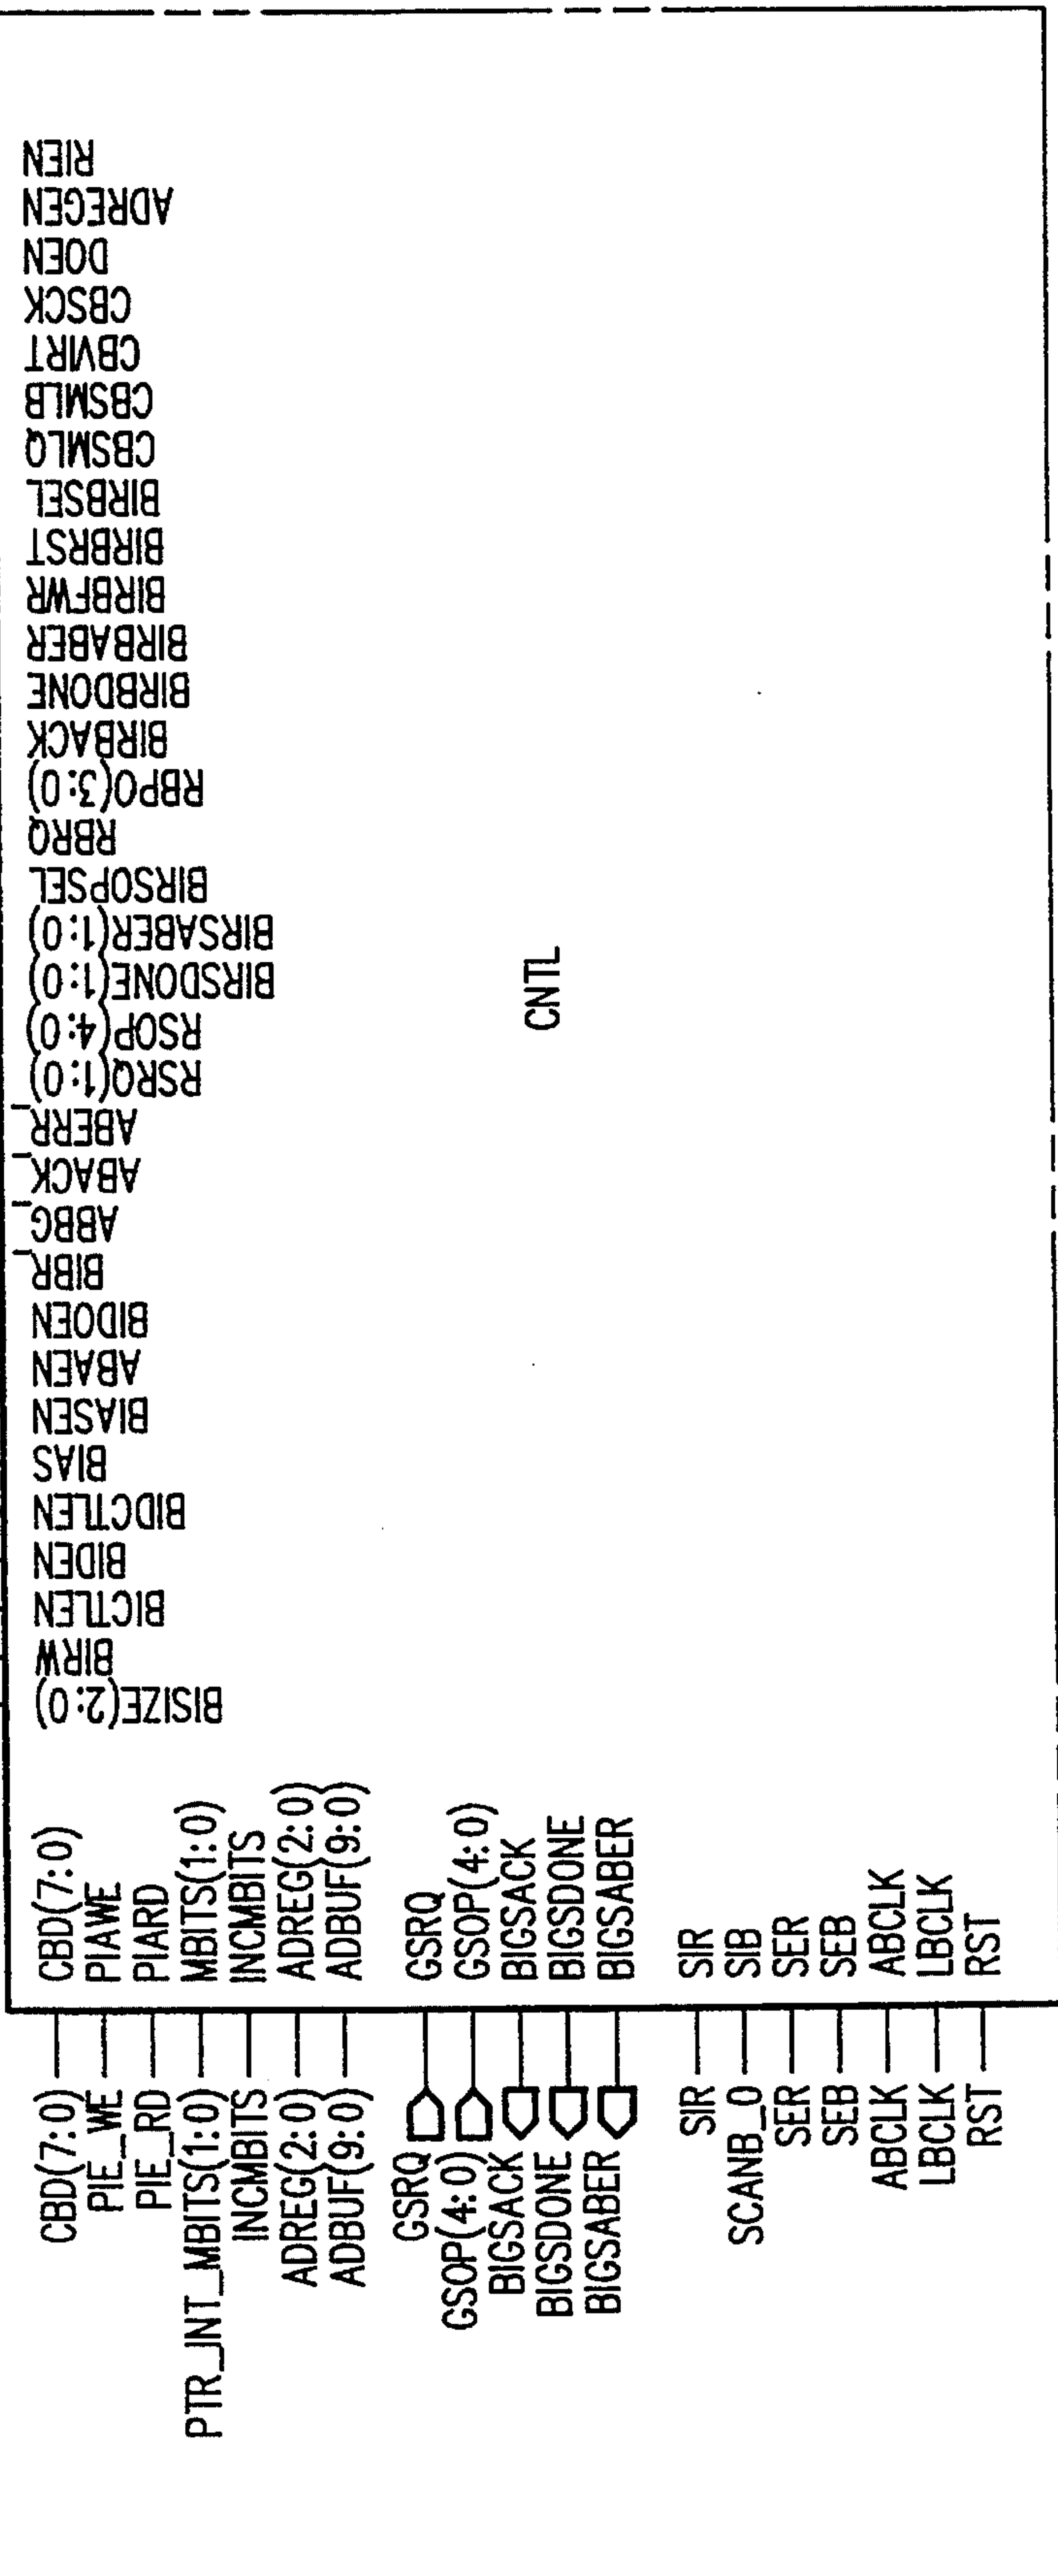 RIEN
ADREGEN
DOEN
CBSCK
CBVIRT
CBSMLB
CBSMLQ
BIRBSEL
BIRBRST
BIRBFWR
BIRBABER
BIRBDONE
BIRBACK
RBPO(3:0)
RBRQ
BIRSOPSEL
BIRSABER(1:0)
BIRSDONE(1:0)
RSOP(4:0)
RSRQ(1:0)
ABERR_
ABACK_
ABBG_
BIBR_
BIDOEN
ABAEN
BIASEN
BIAS
BIDCTLEN
BIDEN
BICTLEN
BIRW
BISIZE(2:0)
CNTL
CBD(7:0) CBD(7:0)
PIE_WE PIAWE
PIE_RD PIARD
PTR_INT_MBITS(1:0) MBITS(1:0)
INCMBITS INCMBITS
ADREG(2:0) ADREG(2:0)
ADBUF(9:0) ADBUF(9:0)
GSRQ GSRQ
GSOP(4:0) GSOP(4:0)
BIGSACK BIGSACK
BIGSDONE BIGSDONE
BIGSABER BIGSABER
SIR SIR
SCANB_0 SIB
SER SER
SEB SEB
ABCLK ABCLK
LBCLK LBCLK
RST RST